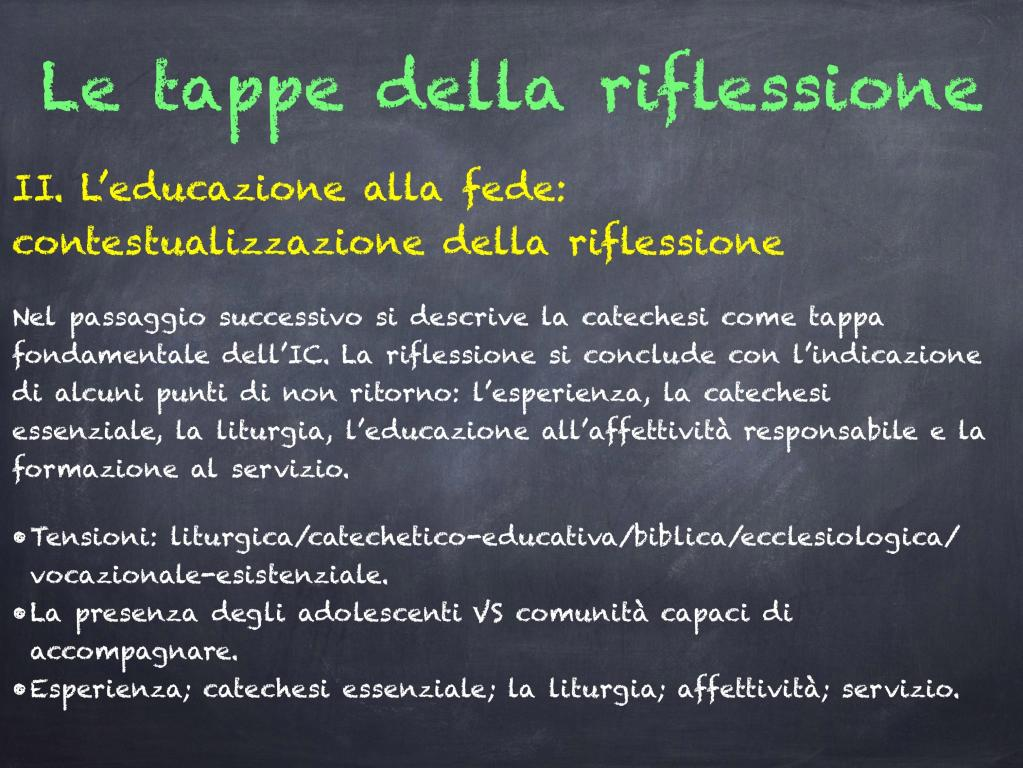 Le tappe della riflessione
II. L’educazione alla fede:
contestualizzazione della riflessione
Nel passaggio successivo si descrive la catechesi come tappa
fondamentale dell’IC. La riflessione si conclude con l’indicazione
di alcuni punti di non ritorno: l’esperienza, la catechesi
essenziale, la liturgia, l’educazione all’affettività responsabile e la
formazione al servizio.
•Tensioni: liturgica/catechetico-educativa/biblica/ecclesiologica/
vocazionale-esistenziale.
•La presenza degli adolescenti VS comunità capaci di
accompagnare.
•Esperienza; catechesi essenziale; la liturgia; affettività; servizio.